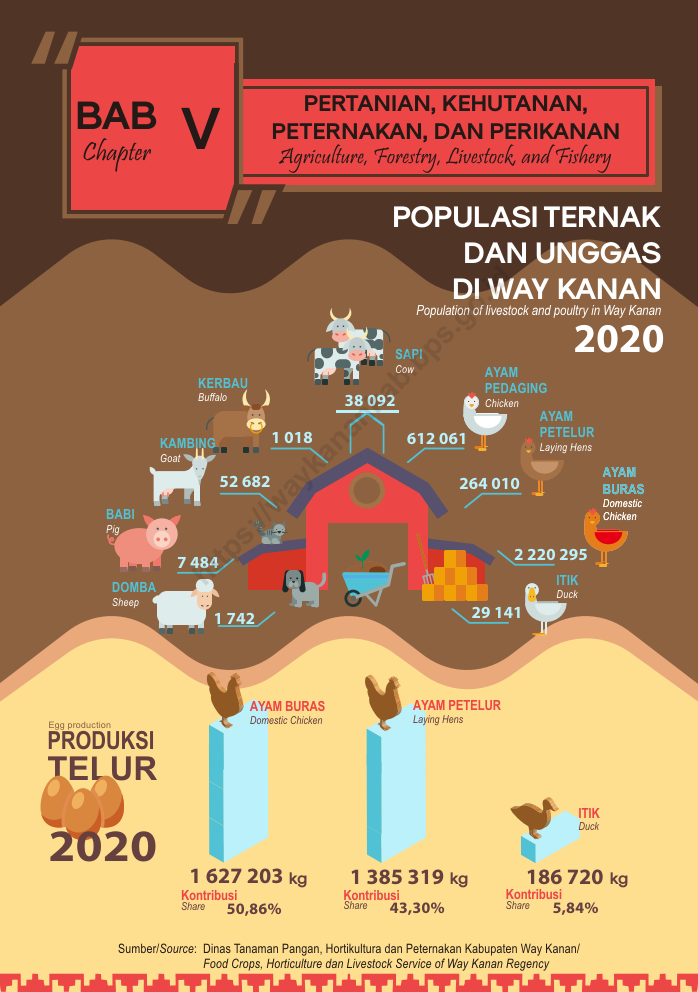 BAB V
Chapter
PERTANIAN, KEHUTANAN,
PETERNAKAN, DAN PERIKANAN
Agriculture, Forestry, Livestock, and Fishery
POPULASI TERNAK
DAN UNGGAS
DI WAY KANAN
Population of livestock and poultry in Way Kanan
2020
SAPI
Cow
38 092
KERBAU
Buffalo
1 018
AYAM
PEDAGING
Chicken
612 061
KAMBING
Goat
52 682
AYAM
PETELUR
Laying Hens
264 010
BABI
Pig
7 484
AYAM
BURAS
Domestic
Chicken
2 220 295
DOMBA
Sheep
1 742
ITIK
Duck
29 141
Egg production
PRODUKSI
TELUR
2020
AYAM BURAS
Domestic Chicken
1 627 203 kg
Kontribusi
Share 50,86%
AYAM PETELUR
Laying Hens
1 385 319 kg
Kontribusi
Share 43,30%
ITIK
Duck
186 720 kg
Kontribusi
Share 5,84%
Sumber/Source: Dinas Tanaman Pangan, Hortikultura dan Peternakan Kabupaten Way Kanan/
Food Crops, Horticulture dan Livestock Service of Way Kanan Regency